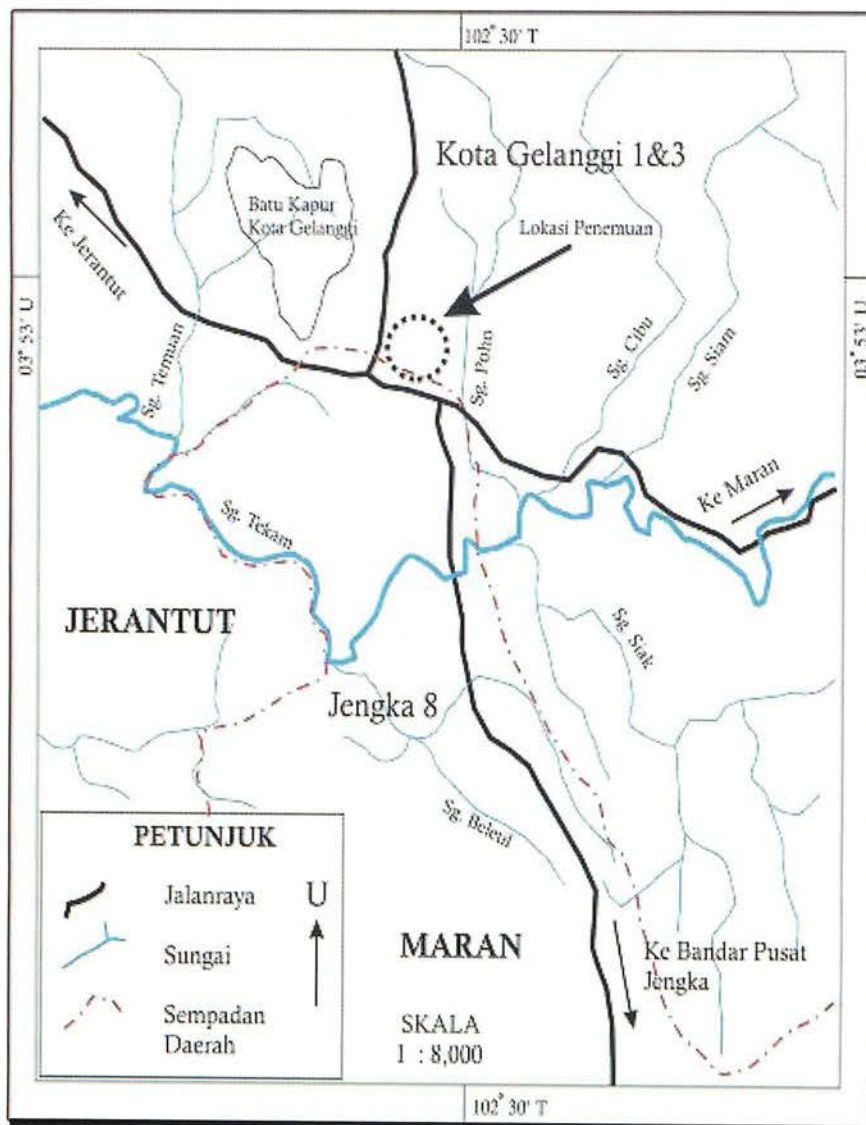 102° 30' T
Kota Gelanggi 1&3
Batu Kapur
Kota Gelanggi
Lokasi Penemuan
Ke Jerantut
03° 53' U
03° 53' U
Sg. Temuan
Sg. Pohn
Sg. Cibu
Sg. Siam
Ke Maran
Sg. Tekam
JERANTUT
Sg. Siak
Jengka 8
Sg. Beleul
PETUNJUK
Jalanraya
U
Sungai
Sempadan
Daerah
MARAN
SKALA
1 : 8,000
Ke Bandar Pusat
Jengka
102° 30' T